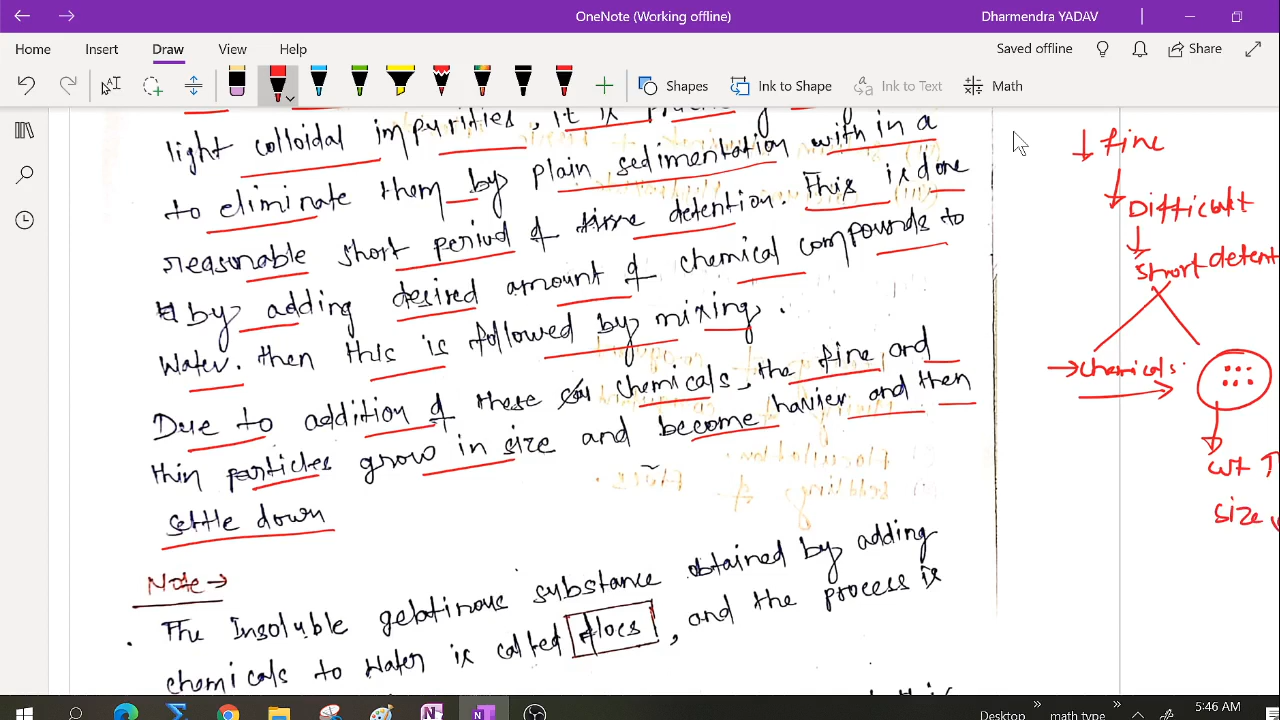 OneNote (Working offline)
Dharmendra YADAV
Home Insert Draw View Help
Saved offline
Share
Shapes
Ink to Shape
Ink to Text
Math
light colloidal impurities, it is
to eliminate them by plain sedimentation with in a
reasonable short period of time detention. This is done
by adding desired amount of chemical compounds to
Water. then this is followed by mixing.
Due to addition of these chemicals, the fine and
thin particles grow in size and become havier and then
settle down
Note →
. The Insoluble gelatinous substance obtained by adding
chemicals to Water is called flocs, and the process is
↓ fine
Difficult
short detent
→ chemicals
wt ↑
size
Desktop
math type
5:46 AM